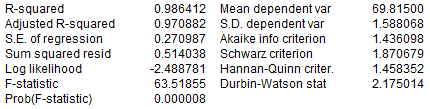 R-squared 0.986412 Mean dependent var 69.81500
Adjusted R-squared 0.970882 S.D. dependent var 1.588068
S.E. of regression 0.270987 Akaike info criterion 1.436098
Sum squared resid 0.514038 Schwarz criterion 1.870679
Log likelihood -2.488781 Hannan-Quinn criter. 1.458352
F-statistic 63.51855 Durbin-Watson stat 2.175014
Prob(F-statistic) 0.000008